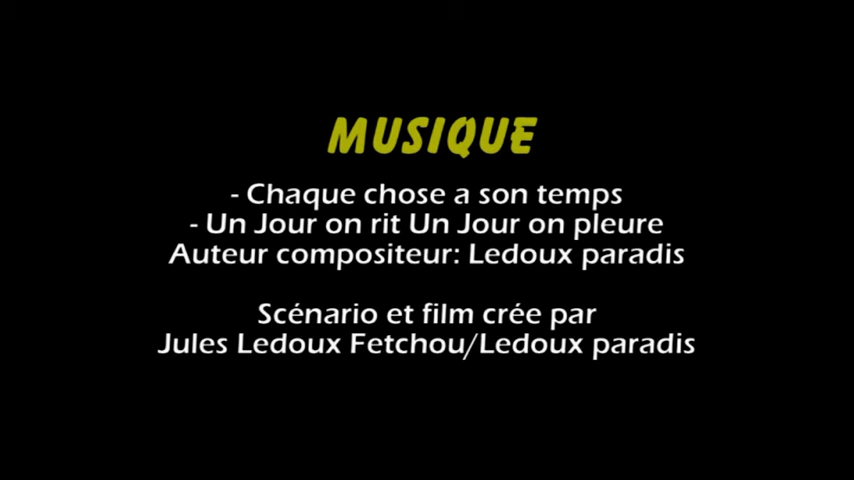 MUSIQUE
- Chaque chose a son temps
- Un Jour on rit Un Jour on pleure
Auteur compositeur: Ledoux paradis
Scénario et film crée par
Jules Ledoux Fetchou/Ledoux paradis